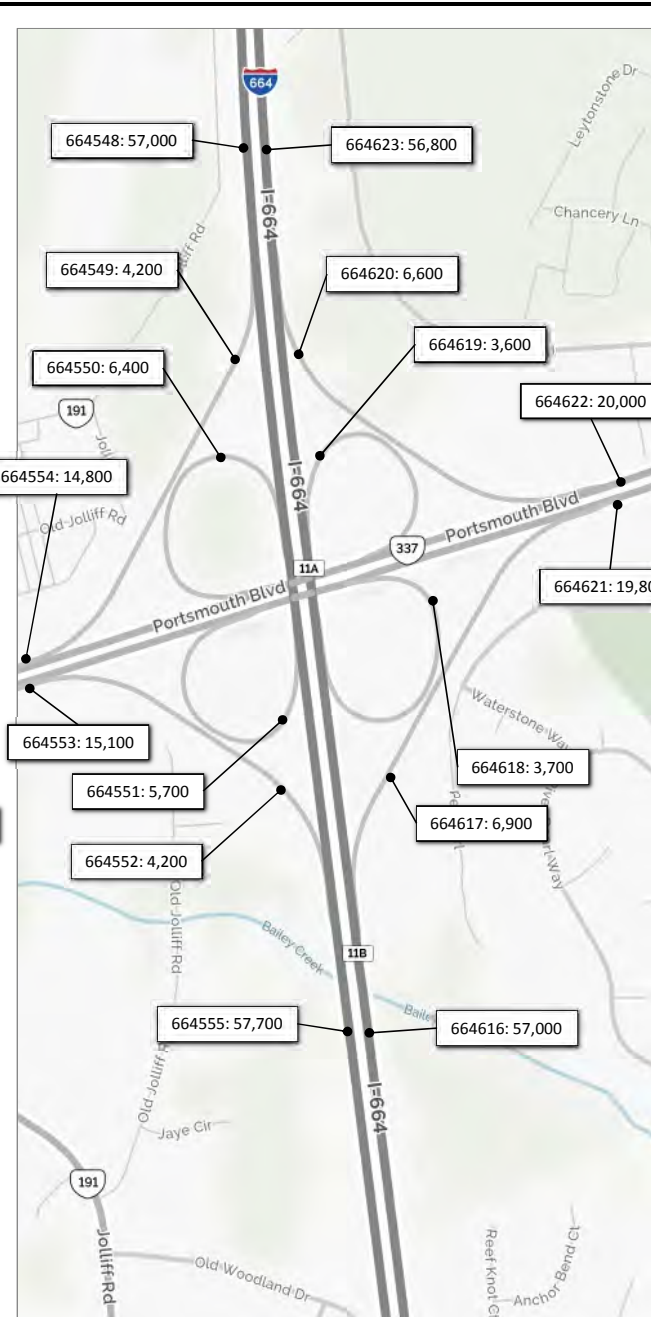 664
664548: 57,000
664623: 56,800
Leytonstone Dr
I-664
Chancery Ln
664549: 4,200
664620: 6,600
664619: 3,600
664550: 6,400
664622: 20,000
191
664554: 14,800
I-664
Old Jolliff Rd
Portsmouth Blvd
337
11A
664621: 19,80
Portsmouth Blvd
Waterstone Way
664553: 15,100
664618: 3,700
664551: 5,700
664617: 6,900
664552: 4,200
Old Jolliff Rd
Bailey Creek
11B
664555: 57,700
664616: 57,000
I-664
Old Jolliff R
Jaye Cir
191
Jolliff Rd
Old Woodland Dr
Reef Knot C
Anchor Bend Ct